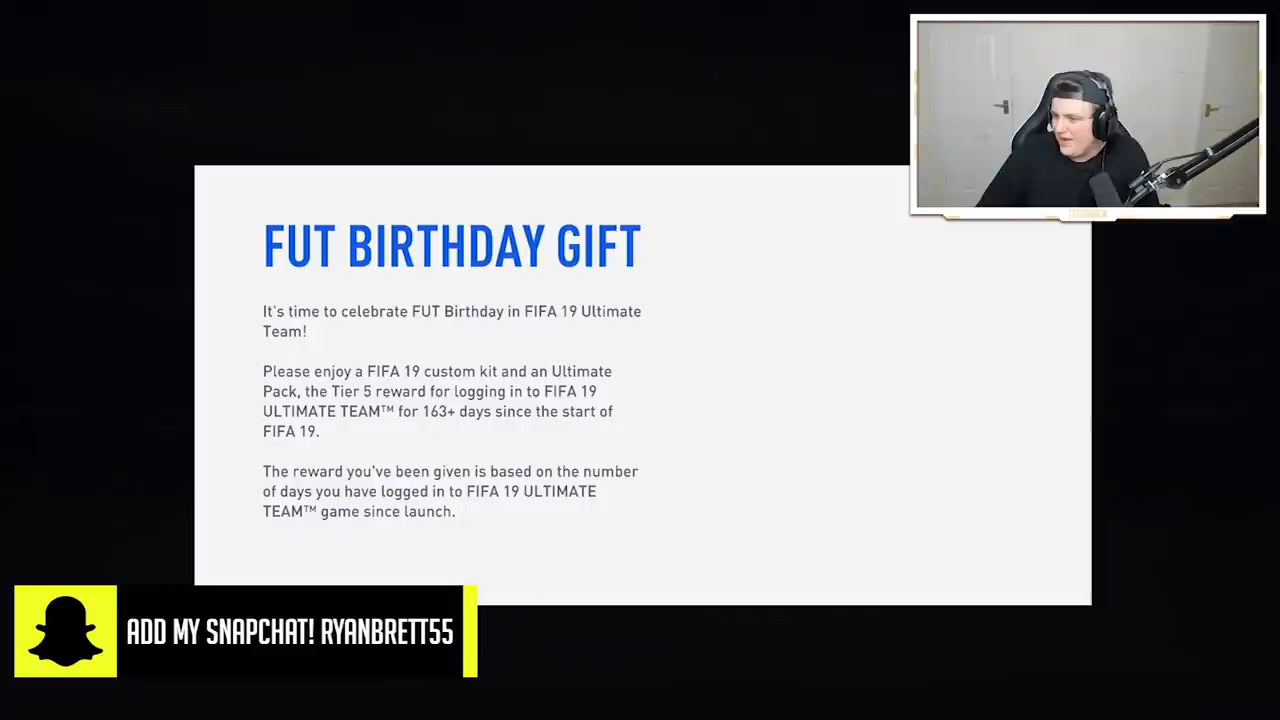 FUT BIRTHDAY GIFT
It's time to celebrate FUT Birthday in FIFA 19 Ultimate
Team!
Please enjoy a FIFA 19 custom kit and an Ultimate
Pack, the Tier 5 reward for logging in to FIFA 19
ULTIMATE TEAM™ for 163+ days since the start of
FIFA 19.
The reward you've been given is based on the number
of days you have logged in to FIFA 19 ULTIMATE
TEAM™ game since launch.
ADD MY SNAPCHAT! RYANBRETT55